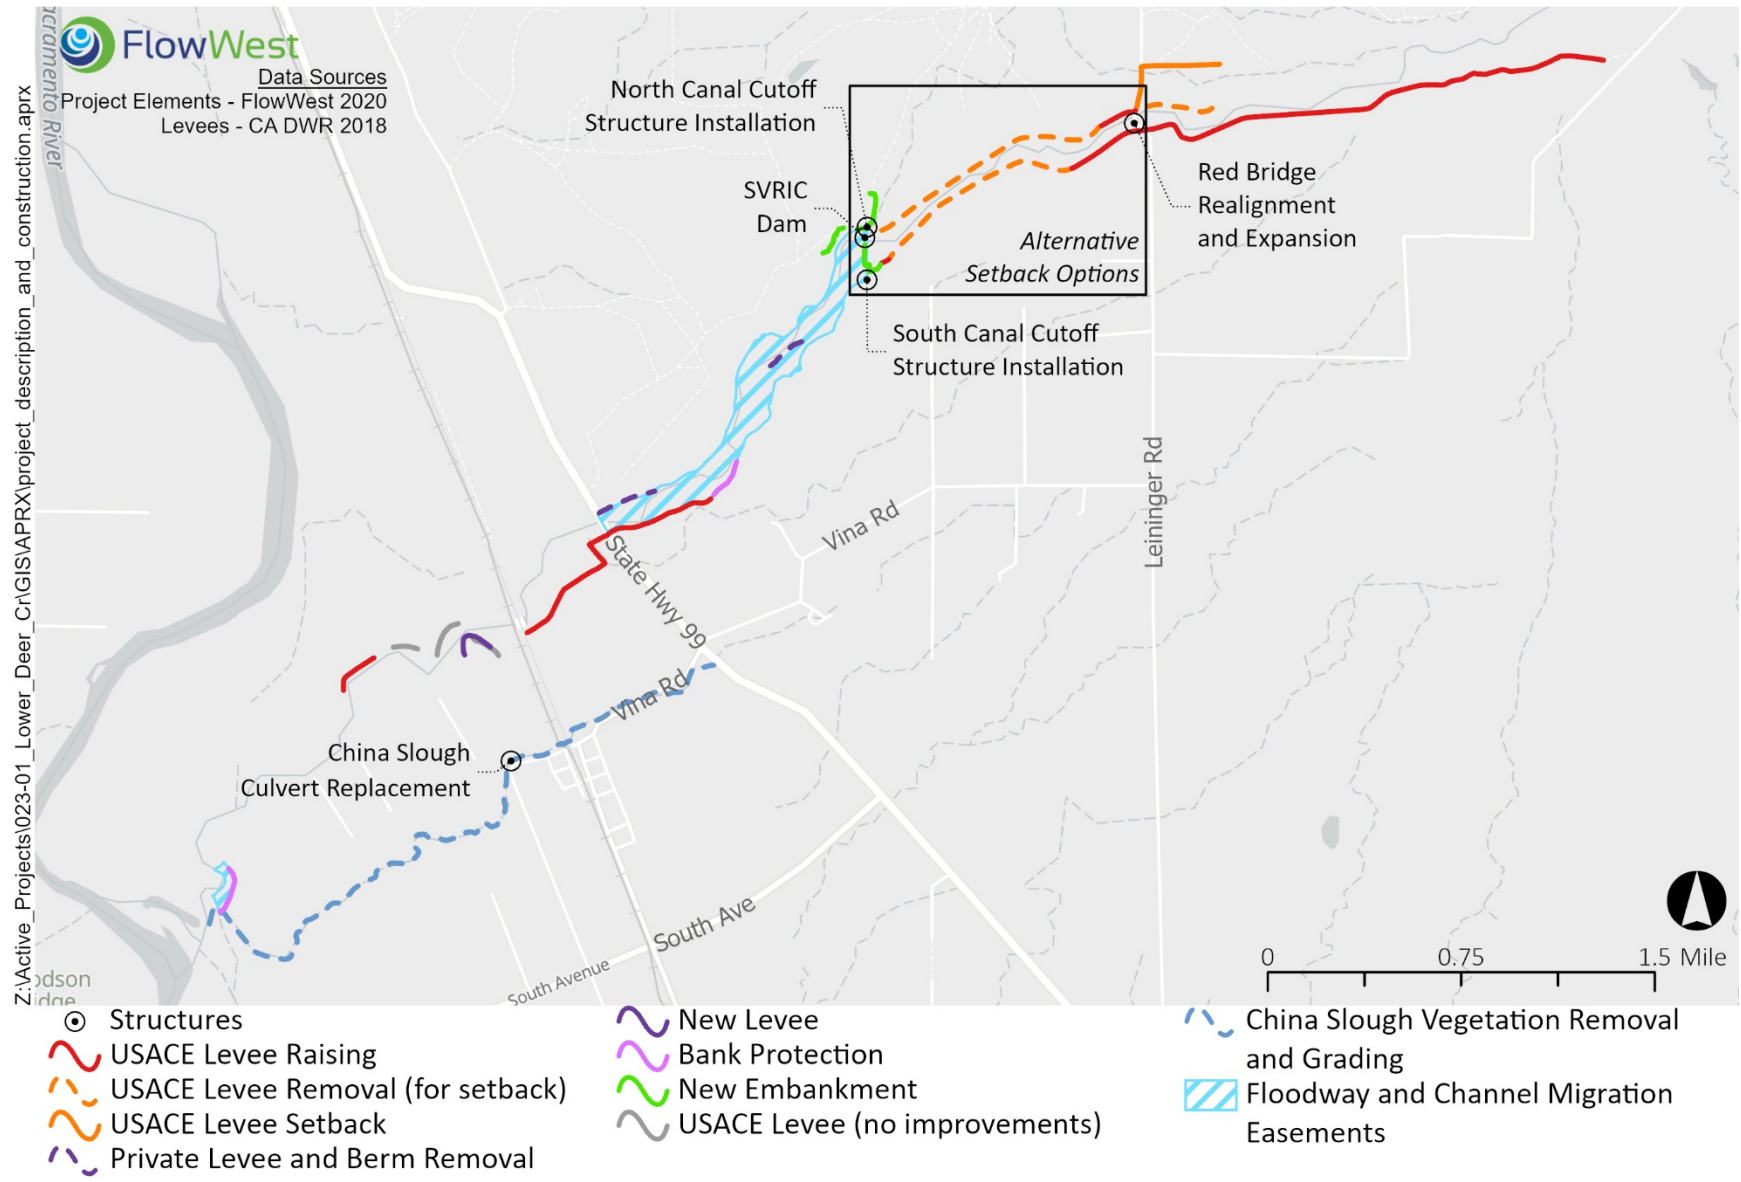 Z:\Active_Projects\023-01_Lower_Deer_Cr\GIS\APRX\project_description_and_construction.aprx
FlowWest
Data Sources
Project Elements - FlowWest 2020
Levees - CA DWR 2018
North Canal Cutoff
Structure Installation
SVRIC
Dam
Red Bridge
Realignment
and Expansion
Alternative
Setback Options
South Canal Cutoff
Structure Installation
Vina Rd
Leininger Rd
State Hwy 99
Vina Rd
China Slough
Culvert Replacement
South Ave
South Avenue
0 0.75 1.5 Mile
Structures
USACE Levee Raising
USACE Levee Removal (for setback)
USACE Levee Setback
Private Levee and Berm Removal
New Levee
Bank Protection
New Embankment
USACE Levee (no improvements)
China Slough Vegetation Removal
and Grading
Floodway and Channel Migration
Easements